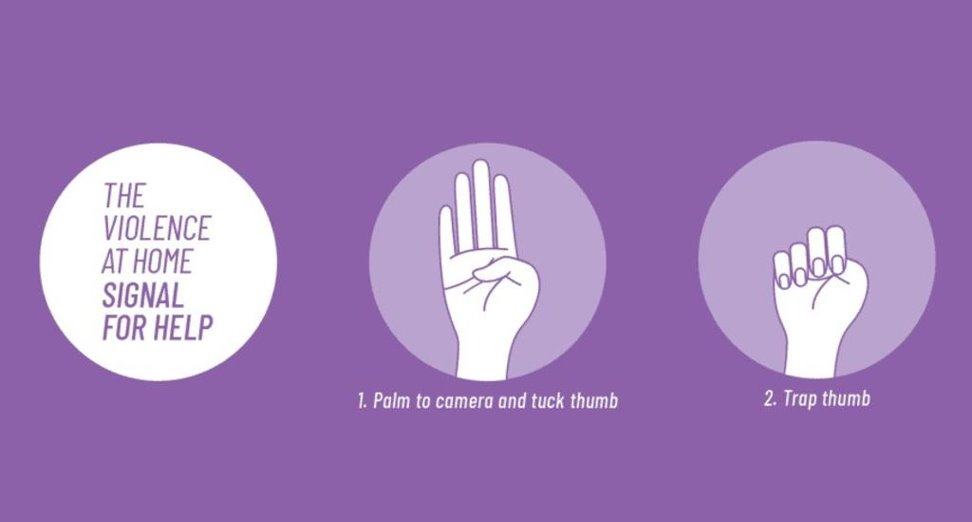 THE
VIOLENCE
AT HOME
SIGNAL
FOR HELP
1. Palm to camera and tuck thumb
2. Trap thumb